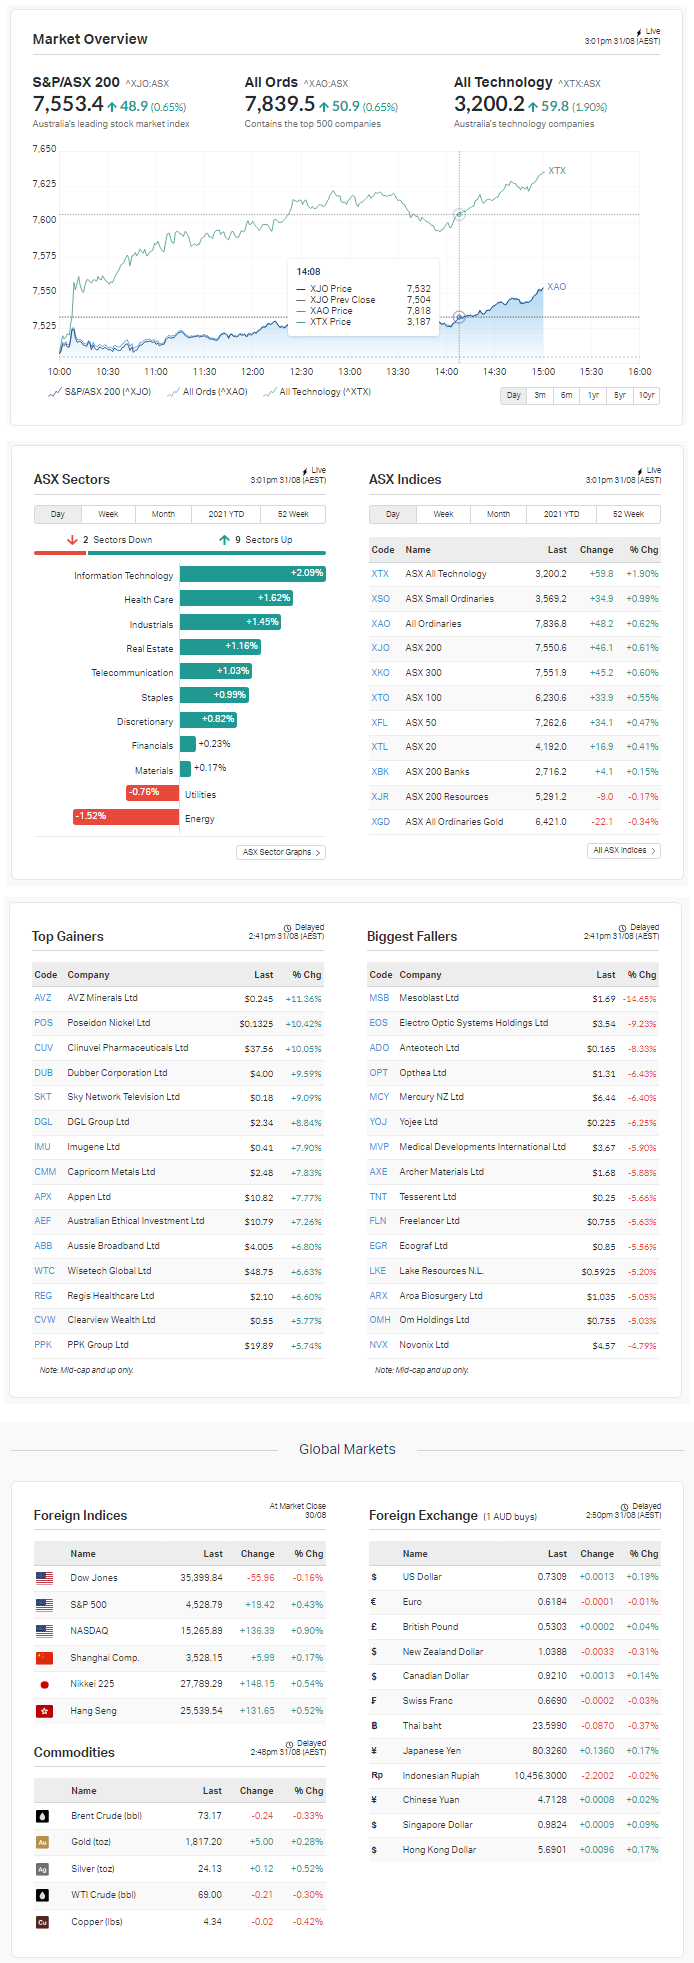 Market Overview
Live
3:01pm 31/08 (AEST)
S&P/ASX 200 ^XJO:ASX
7,553.4 48.9 (0.65%)
Australia's leading stock market index
All Ords ^XAO:ASX
7,839.5 50.9 (0.65%)
Contains the top 500 companies
All Technology ^XTX:ASX
3,200.2 59.8 (1.90%)
Australia's technology companies
7,650
7,625
7,600
7,575
7,550
7,525
XTX
XAO
14:08
XJO Price 7,532
XJO Prev Close 7,504
XAO Price 7,818
XTX Price 3,187
10:00 10:30 11:00 11:30 12:00 12:30 13:00 13:30 14:00 14:30 15:00 15:30 16:00
S&P/ASX 200 (^XJO) All Ords (^XAO) All Technology (^XTX)
Day 3m 6m 1yr 5yr 10yr
ASX Sectors
Live
3:01pm 31/08 (AEST)
Day Week Month 2021 YTD 52 Week
2 Sectors Down 9 Sectors Up
Information Technology +2.09%
Health Care +1.62%
Industrials +1.45%
Real Estate +1.16%
Telecommunication +1.03%
Staples +0.99%
Discretionary +0.82%
Financials +0.23%
Materials +0.17%
-0.76% Utilities
-1.52% Energy
ASX Sector Graphs >
ASX Indices
Live
3:01pm 31/08 (AEST)
Day Week Month 2021 YTD 52 Week
Code Name Last Change % Chg
XTX ASX All Technology 3,200.2 +59.8 +1.90%
XSO ASX Small Ordinaries 3,569.2 +34.9 +0.99%
XAO All Ordinaries 7,836.8 +48.2 +0.62%
XJO ASX 200 7,550.6 +46.1 +0.61%
XKO ASX 300 7,551.9 +45.2 +0.60%
XTO ASX 100 6,230.6 +33.9 +0.55%
XFL ASX 50 7,262.6 +34.1 +0.47%
XTL ASX 20 4,192.0 +16.9 +0.41%
XBK ASX 200 Banks 2,716.2 +4.1 +0.15%
XJR ASX 200 Resources 5,291.2 -9.0 -0.17%
XGD ASX All Ordinaries Gold 6,421.0 -22.1 -0.34%
All ASX Indices >
Top Gainers
Delayed
2:41pm 31/08 (AEST)
Code Company Last % Chg
AVZ AVZ Minerals Ltd $0.245 +11.36%
POS Poseidon Nickel Ltd $0.1325 +10.42%
CUV Clinuvel Pharmaceuticals Ltd $37.56 +10.05%
DUB Dubber Corporation Ltd $4.00 +9.59%
SKT Sky Network Television Ltd $0.18 +9.09%
DGL DGL Group Ltd $2.34 +8.84%
IMU Imugene Ltd $0.41 +7.90%
CMM Capricorn Metals Ltd $2.48 +7.83%
APX Appen Ltd $10.82 +7.77%
AEF Australian Ethical Investment Ltd $10.79 +7.26%
ABB Aussie Broadband Ltd $4.005 +6.80%
WTC Wisetech Global Ltd $48.75 +6.63%
REG Regis Healthcare Ltd $2.10 +6.60%
CVW Clearview Wealth Ltd $0.55 +5.77%
PPK PPK Group Ltd $19.89 +5.74%
Note: Mid-cap and up only.
Biggest Fallers
Delayed
2:41pm 31/08 (AEST)
Code Company Last % Chg
MSB Mesoblast Ltd $1.69 -14.65%
EOS Electro Optic Systems Holdings Ltd $3.54 -9.23%
ADO Anteotech Ltd $0.165 -8.33%
OPT Opthea Ltd $1.31 -6.43%
MCY Mercury NZ Ltd $6.44 -6.40%
YOJ Yojee Ltd $0.225 -6.25%
MVP Medical Developments International Ltd $3.67 -5.90%
AXE Archer Materials Ltd $1.68 -5.88%
TNT Tesserent Ltd $0.25 -5.66%
FLN Freelancer Ltd $0.755 -5.63%
EGR Ecograf Ltd $0.85 -5.56%
LKE Lake Resources N.L. $0.5925 -5.20%
ARX Aroa Biosurgery Ltd $1.035 -5.05%
OMH Om Holdings Ltd $0.755 -5.03%
NVX Novonix Ltd $4.57 -4.79%
Note: Mid-cap and up only.
Global Markets
Foreign Indices
At Market Close
30/08
Name Last Change % Chg
Dow Jones 35,399.84 -55.96 -0.16%
S&P 500 4,528.79 +19.42 +0.43%
NASDAQ 15,265.89 +136.39 +0.90%
Shanghai Comp. 3,528.15 +5.99 +0.17%
Nikkei 225 27,789.29 +148.15 +0.54%
Hang Seng 25,539.54 +131.65 +0.52%
Commodities
Delayed
2:48pm 31/08 (AEST)
Name Last Change % Chg
Brent Crude (bbl) 73.17 -0.24 -0.33%
Au Gold (toz) 1,817.20 +5.00 +0.28%
Ag Silver (toz) 24.13 +0.12 +0.52%
WTI Crude (bbl) 69.00 -0.21 -0.30%
Cu Copper (lbs) 4.34 -0.02 -0.42%
Foreign Exchange (1 AUD buys)
Delayed
2:50pm 31/08 (AEST)
Name Last Change % Chg
$ US Dollar 0.7309 +0.0013 +0.19%
€ Euro 0.6184 -0.0001 -0.01%
£ British Pound 0.5303 +0.0002 +0.04%
$ New Zealand Dollar 1.0388 -0.0033 -0.31%
$ Canadian Dollar 0.9210 +0.0013 +0.14%
₣ Swiss Franc 0.6690 -0.0002 -0.03%
฿ Thai baht 23.5990 -0.0870 -0.37%
¥ Japanese Yen 80.3260 +0.1360 +0.17%
Rp Indonesian Rupiah 10,456.3000 -2.2002 -0.02%
¥ Chinese Yuan 4.7128 +0.0008 +0.02%
$ Singapore Dollar 0.9824 +0.0009 +0.09%
$ Hong Kong Dollar 5.6901 +0.0096 +0.17%